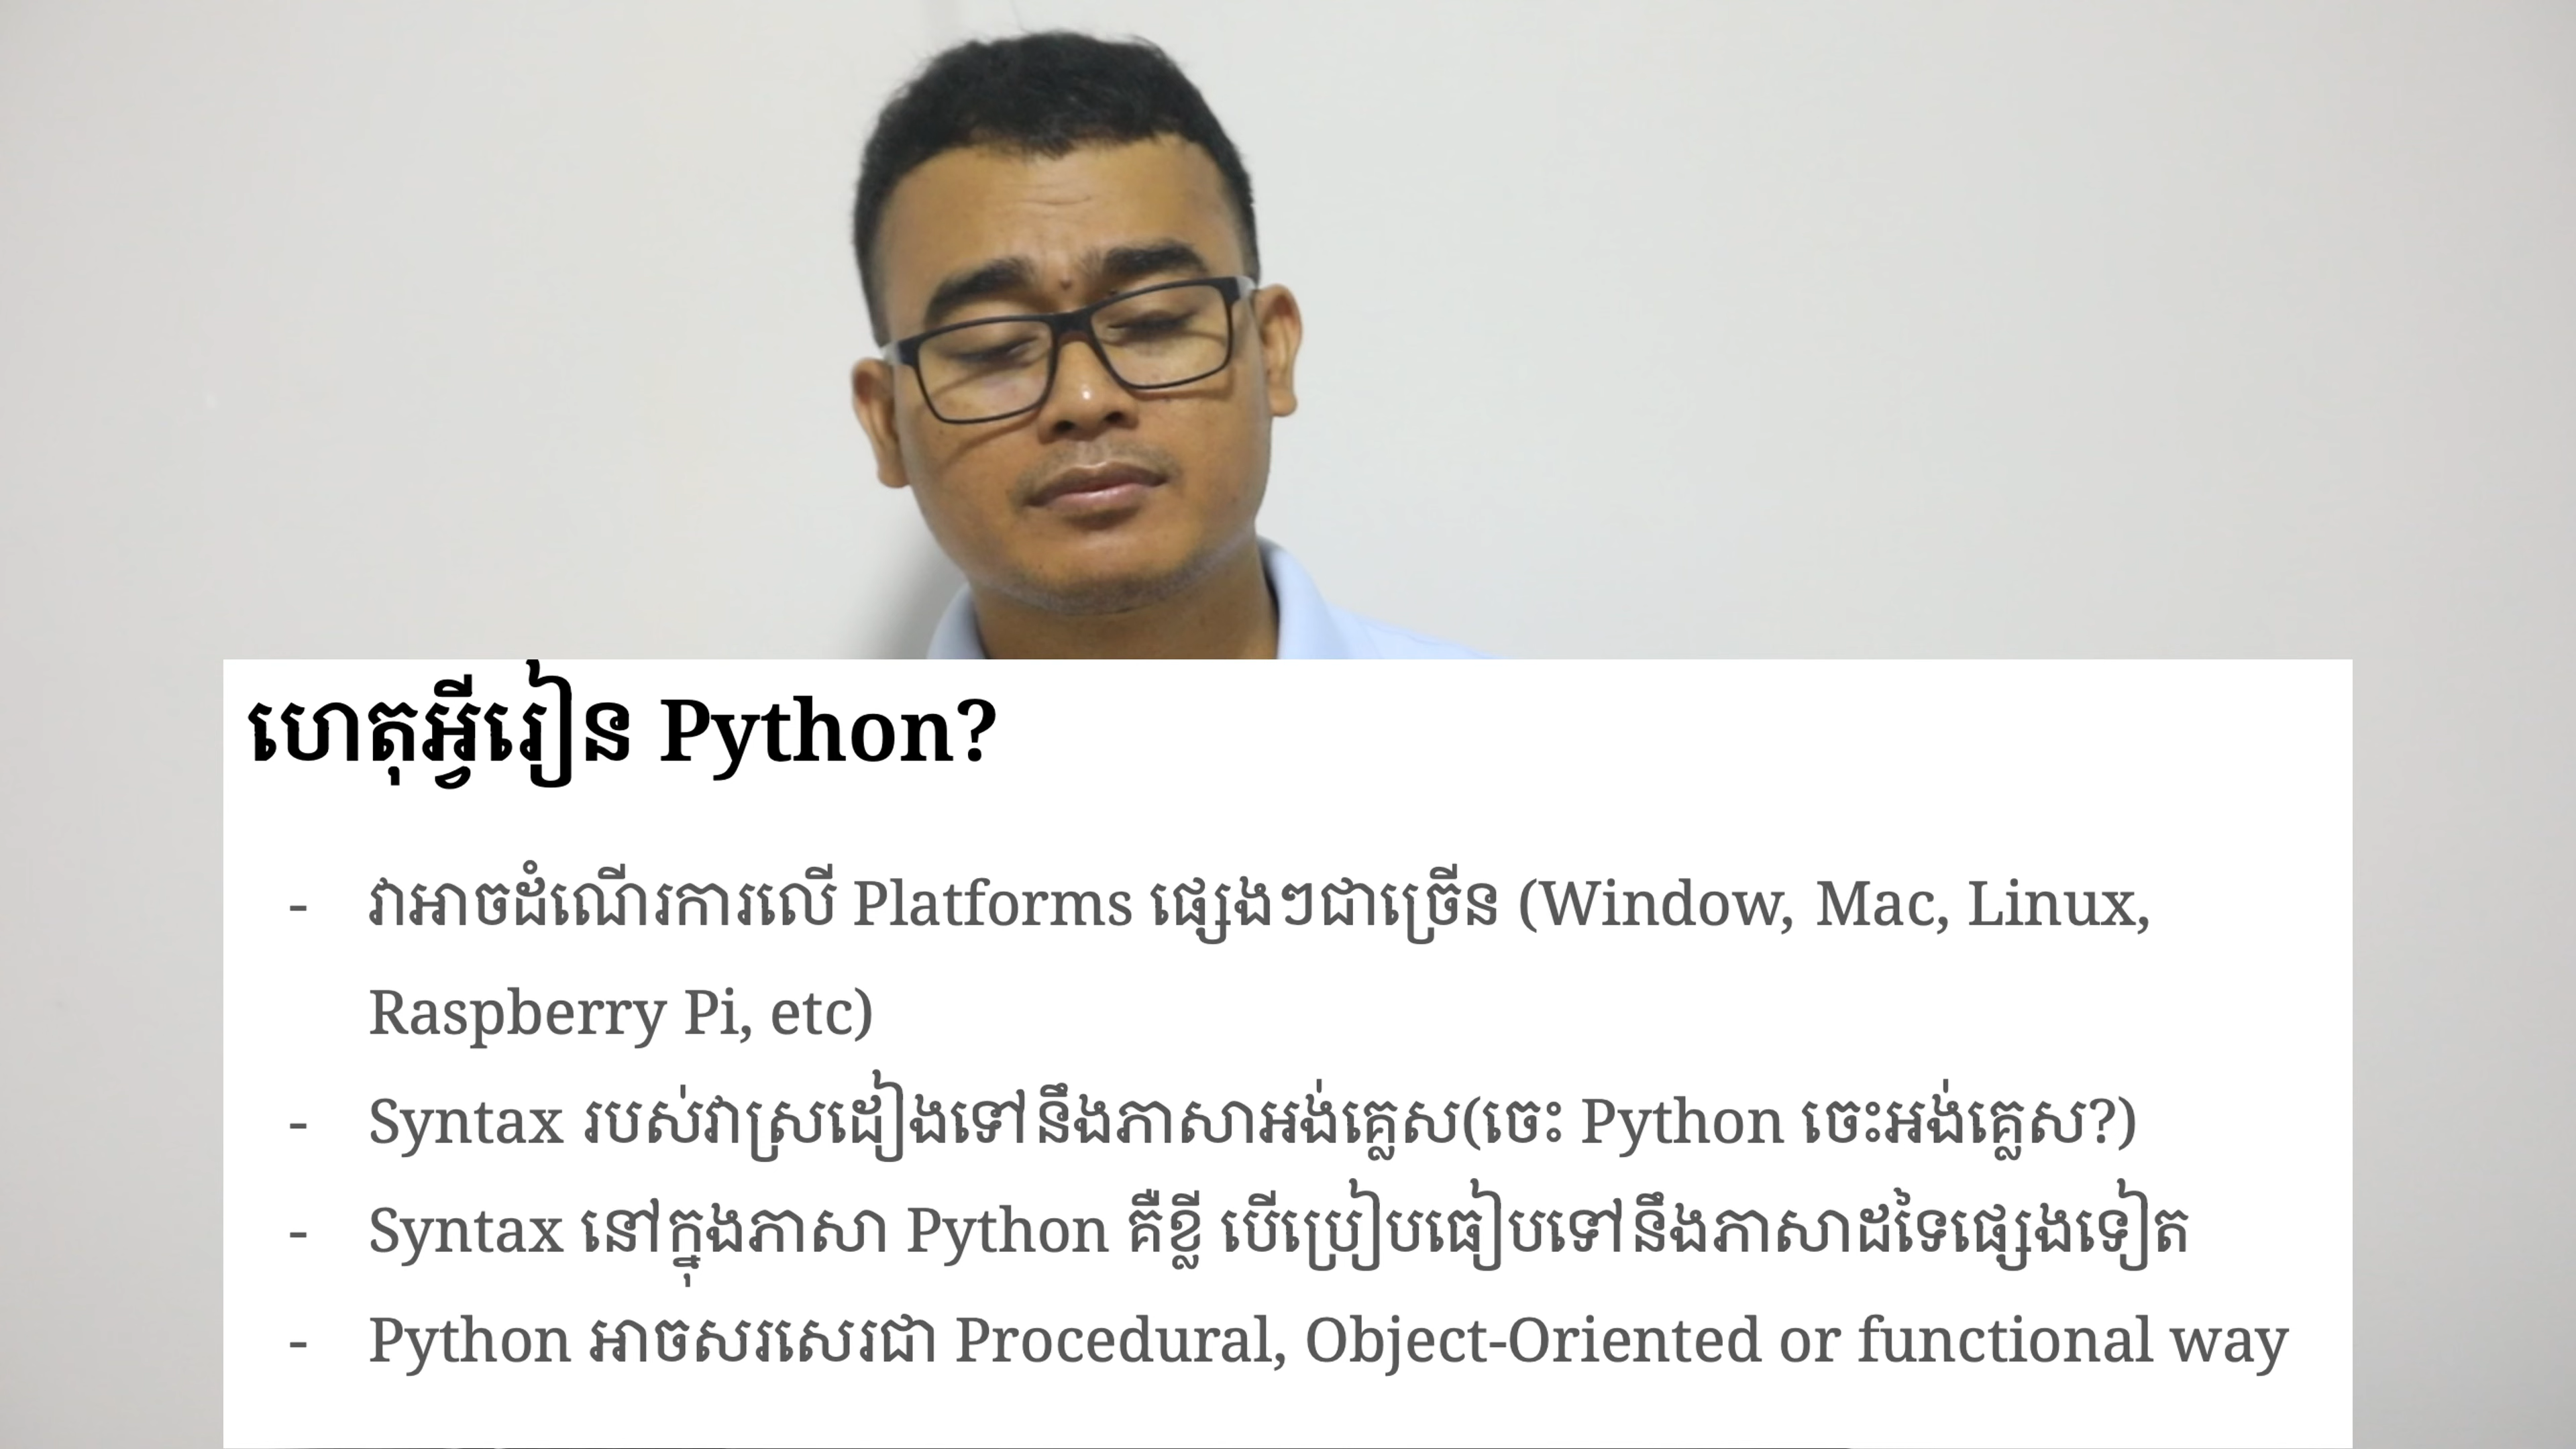 ហេតុអ្វីរៀន Python?
- វាអាចដំណើរការលើ Platforms ផ្សេងៗជាច្រើន (Window, Mac, Linux,
Raspberry Pi, etc)
- Syntax របស់វាស្រដៀងទៅនឹងភាសាអង់គ្លេស(ចេះ Python ចេះអង់គ្លេស?)
- Syntax នៅក្នុងភាសា Python គឺខ្លី បើប្រៀបធៀបទៅនឹងភាសាដទៃផ្សេងទៀត
- Python អាចសរសេរជា Procedural, Object-Oriented or functional way